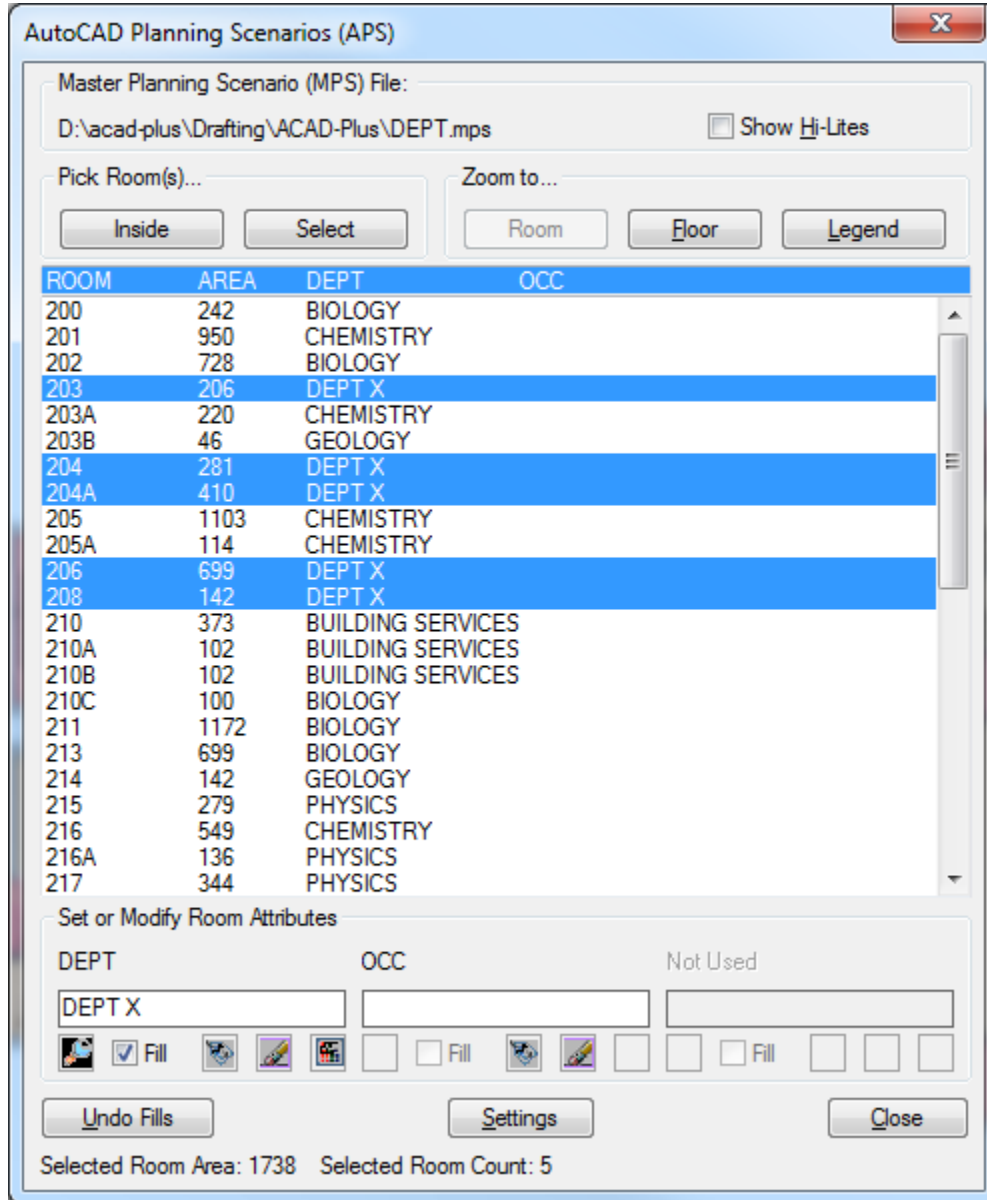 AutoCAD Planning Scenarios (APS)
Master Planning Scenario (MPS) File:
D:\acad-plus\Drafting\ACAD-Plus\DEPT.mps Show Hi-Lites
Pick Room(s)... Zoom to...
Inside Select Room Floor Legend
ROOM AREA DEPT OCC
200 242 BIOLOGY
201 950 CHEMISTRY
202 728 BIOLOGY
203 206 DEPT X
203A 220 CHEMISTRY
203B 46 GEOLOGY
204 281 DEPT X
204A 410 DEPT X
205 1103 CHEMISTRY
205A 114 CHEMISTRY
206 699 DEPT X
208 142 DEPT X
210 373 BUILDING SERVICES
210A 102 BUILDING SERVICES
210B 102 BUILDING SERVICES
210C 100 BIOLOGY
211 1172 BIOLOGY
213 699 BIOLOGY
214 142 GEOLOGY
215 279 PHYSICS
216 549 CHEMISTRY
216A 136 PHYSICS
217 344 PHYSICS
Set or Modify Room Attributes
DEPT OCC Not Used
DEPT X
Fill Fill Fill
Undo Fills Settings Close
Selected Room Area: 1738 Selected Room Count: 5